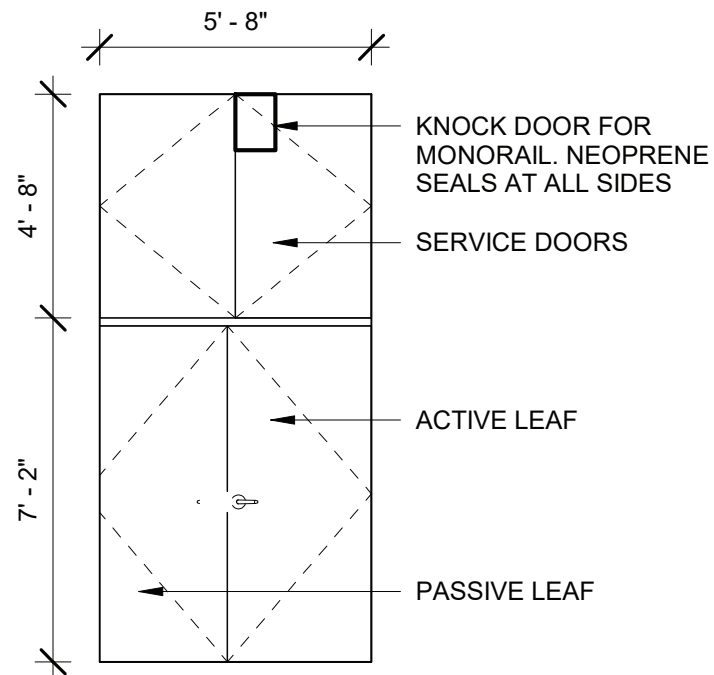 5' - 8"
KNOCK DOOR FOR
MONORAIL. NEOPRENE
SEALS AT ALL SIDES
4' - 8"
SERVICE DOORS
ACTIVE LEAF
7' - 2"
PASSIVE LEAF